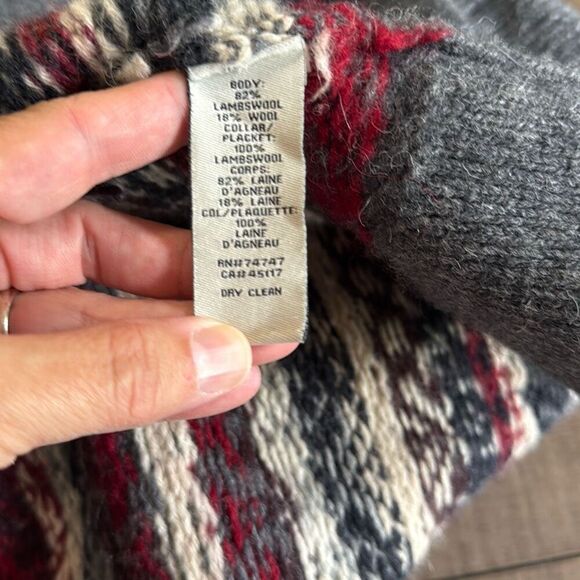 BODY:
82%
LAMBSWOOL
18% WOOL
COLLAR/
PLACKET:
100%
LAMBSWOOL
CORPS:
82% LAINE
D'AGNEAU
18% LAINE
COL/PLAQUETTE:
100%
LAINE
D'AGNEAU
RN#74747
CA#45117
DRY CLEAN